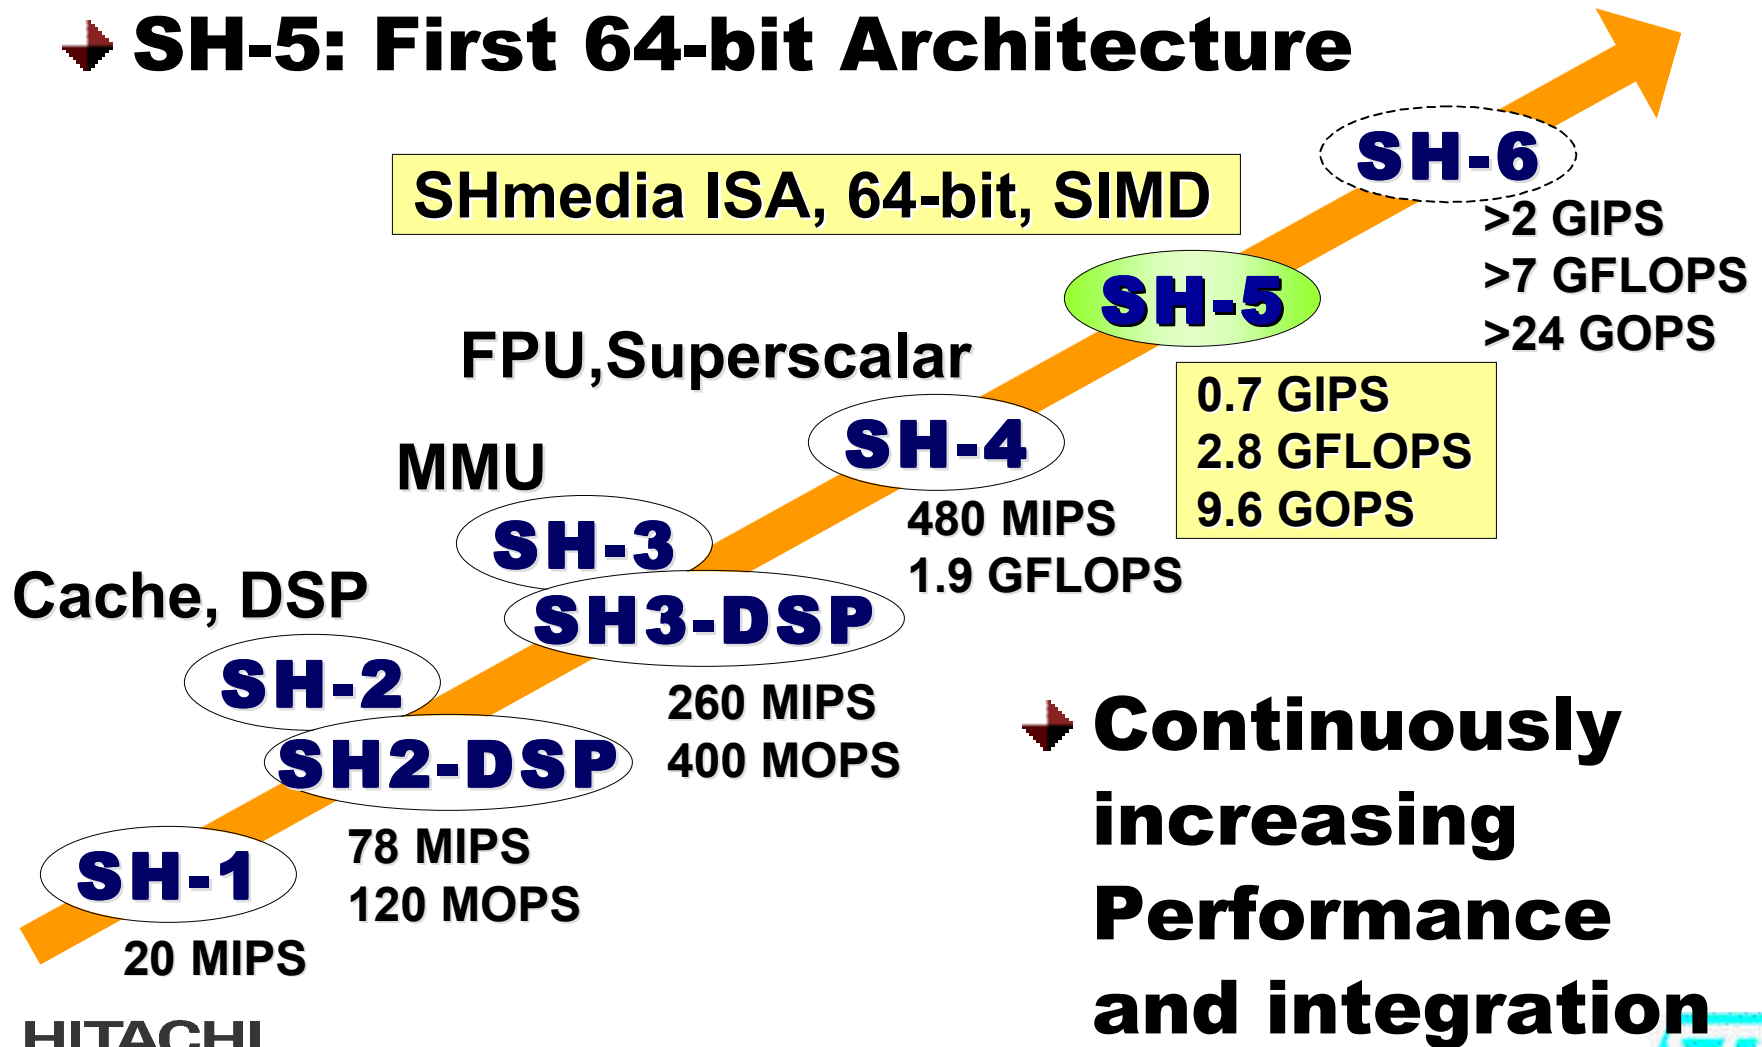 SH-5: First 64-bit Architecture
SH-6
SHmedia ISA, 64-bit, SIMD
>2 GIPS
>7 GFLOPS
>24 GOPS
SH-5
0.7 GIPS
2.8 GFLOPS
9.6 GOPS
FPU,Superscalar
SH-4
480 MIPS
1.9 GFLOPS
MMU
SH-3
SH3-DSP
260 MIPS
400 MOPS
Cache, DSP
SH-2
SH2-DSP
78 MIPS
120 MOPS
SH-1
20 MIPS
Continuously
increasing
Performance
and integration
HITACHI